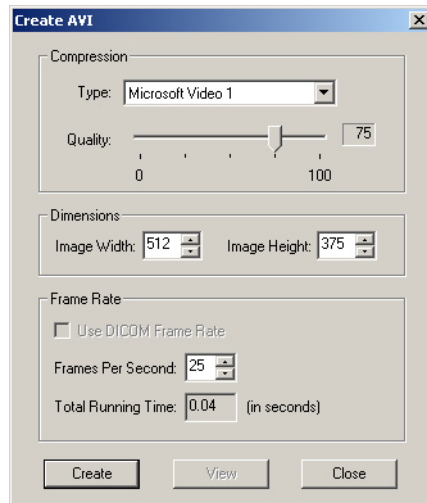 Create AVI
Compression
Type: Microsoft Video 1
Quality: 75
0 100
Dimensions
Image Width: 512 Image Height: 375
Frame Rate
Use DICOM Frame Rate
Frames Per Second: 25
Total Running Time: 0.04 (in seconds)
Create View Close